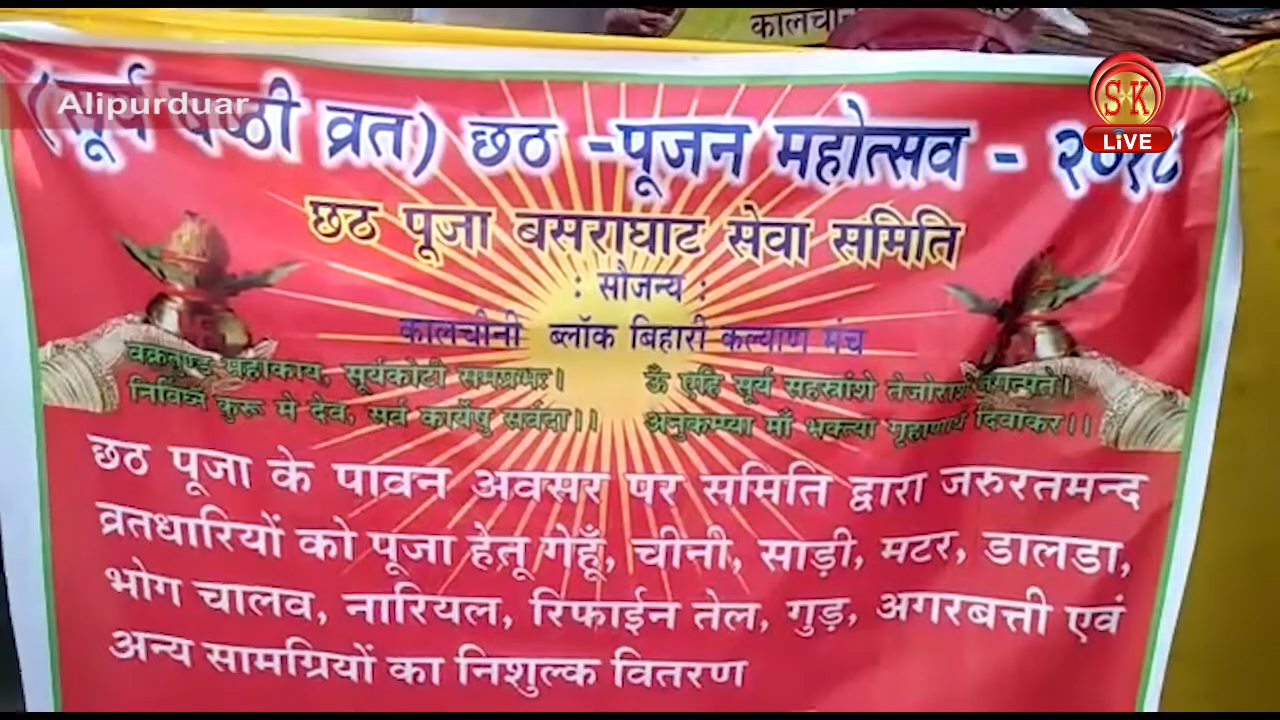 कालचीन
Alipurduar
SK
LIVE
(सूर्य षष्ठी व्रत) छठ -पूजन महोत्सव - २०१८
छठ पूजा बसराघाट सेवा समिति
: सौजन्य :
कालचीनी ब्लॉक बिहारी कल्याण मंच
वक्रतुण्ड महाकाय, सूर्यकोटी समप्रभः। ऊँ एहि सूर्य सहस्त्रांशे तेजोराशे जगत्पते।
निर्विघ्नं कुरू मे देव, सर्व कार्येषु सर्वदा।। अनुकम्प्या माँ भक्त्या गृहाणार्य दिवाकर।।
छठ पूजा के पावन अवसर पर समिति द्वारा जरुरतमन्द
व्रतधारियों को पूजा हेतू गेहूँ, चीनी, साड़ी, मटर, डालडा,
भोग चालव, नारियल, रिफाईन तेल, गुड़, अगरबत्ती एवं
अन्य सामग्रियों का निशुल्क वितरण